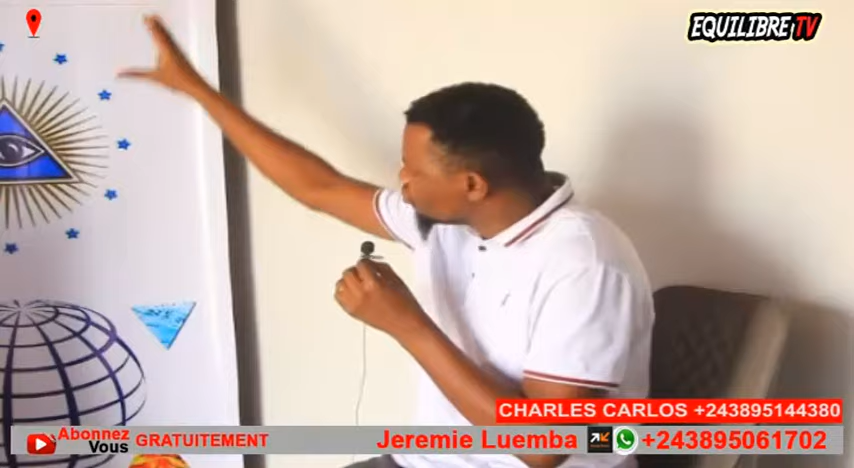 EQUILIBRE TV
CHARLES CARLOS +243895144380
Abonnez
Vous
GRATUITEMENT
Jeremie Luemba
+243895061702